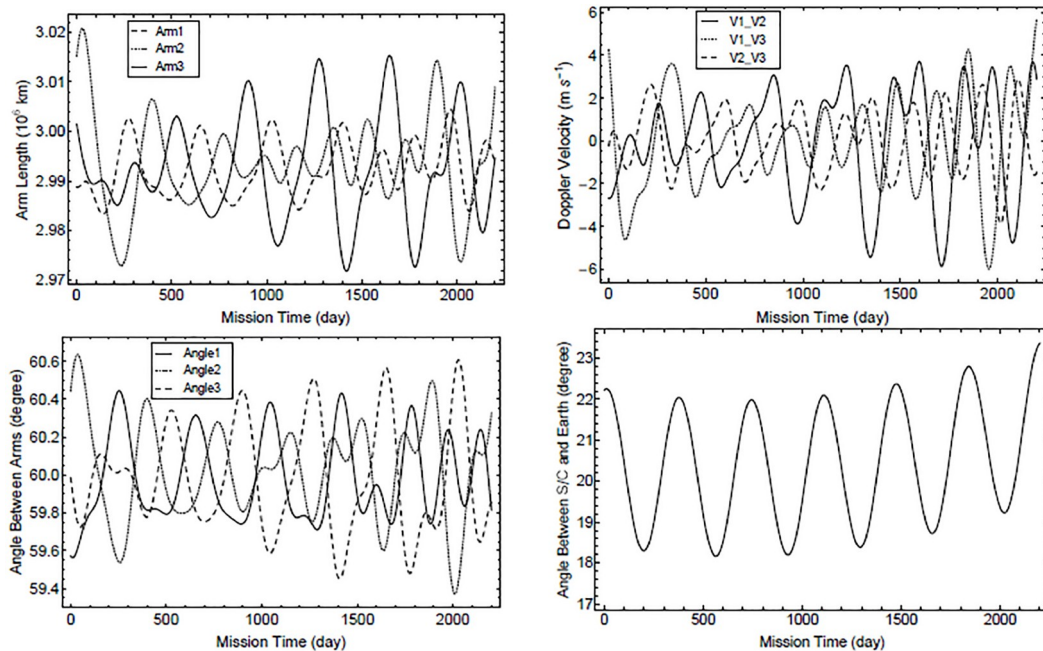 3.02
3.01
3.00
2.99
2.98
2.97
Arm Length (10⁶ km)
Arm1
Arm2
Arm3
0 500 1000 1500 2000
Mission Time (day)
6
4
2
0
−2
−4
−6
Doppler Velocity (m s⁻¹)
V1_V2
V1_V3
V2_V3
0 500 1000 1500 2000
Mission Time (day)
60.6
60.4
60.2
60.0
59.8
59.6
59.4
Angle Between Arms (degree)
Angle1
Angle2
Angle3
0 500 1000 1500 2000
Mission Time (day)
23
22
21
20
19
18
17
Angle Between S/C and Earth (degree)
0 500 1000 1500 2000
Mission Time (day)